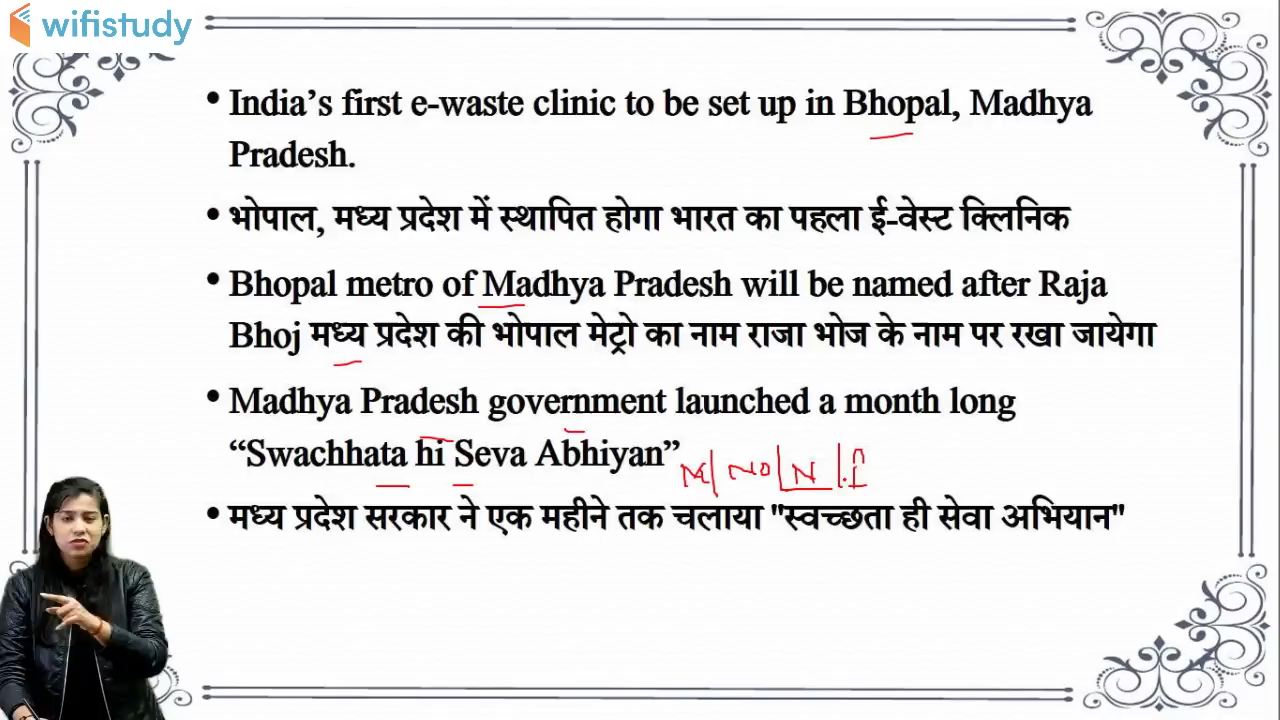 wifistudy
• India’s first e-waste clinic to be set up in Bhopal, Madhya
Pradesh.
• भोपाल, मध्य प्रदेश में स्थापित होगा भारत का पहला ई-वेस्ट क्लिनिक
• Bhopal metro of Madhya Pradesh will be named after Raja
Bhoj मध्य प्रदेश की भोपाल मेट्रो का नाम राजा भोज के नाम पर रखा जायेगा
• Madhya Pradesh government launched a month long
“Swachhata hi Seva Abhiyan”
• मध्य प्रदेश सरकार ने एक महीने तक चलाया "स्वच्छता ही सेवा अभियान"